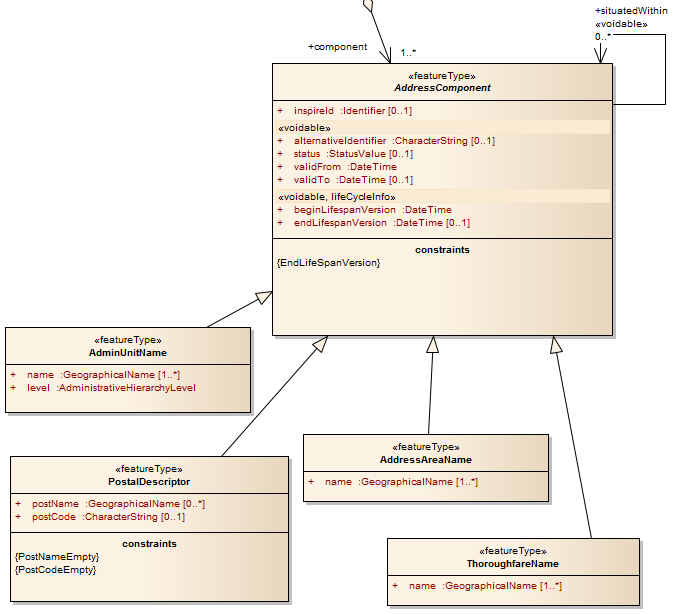 +situatedWithin
«voidable»
0..*
+component
1..*
«featureType»
AddressComponent
+ inspireId :Identifier [0..1]
«voidable»
+ alternativeIdentifier :CharacterString [0..1]
+ status :StatusValue [0..1]
+ validFrom :DateTime
+ validTo :DateTime [0..1]
«voidable, lifeCycleInfo»
+ beginLifespanVersion :DateTime
+ endLifespanVersion :DateTime [0..1]
constraints
{EndLifeSpanVersion}
«featureType»
AdminUnitName
+ name :GeographicalName [1..*]
+ level :AdministrativeHierarchyLevel
«featureType»
PostalDescriptor
+ postName :GeographicalName [0..*]
+ postCode :CharacterString [0..1]
constraints
{PostNameEmpty}
{PostCodeEmpty}
«featureType»
AddressAreaName
+ name :GeographicalName [1..*]
«featureType»
ThoroughfareName
+ name :GeographicalName [1..*]